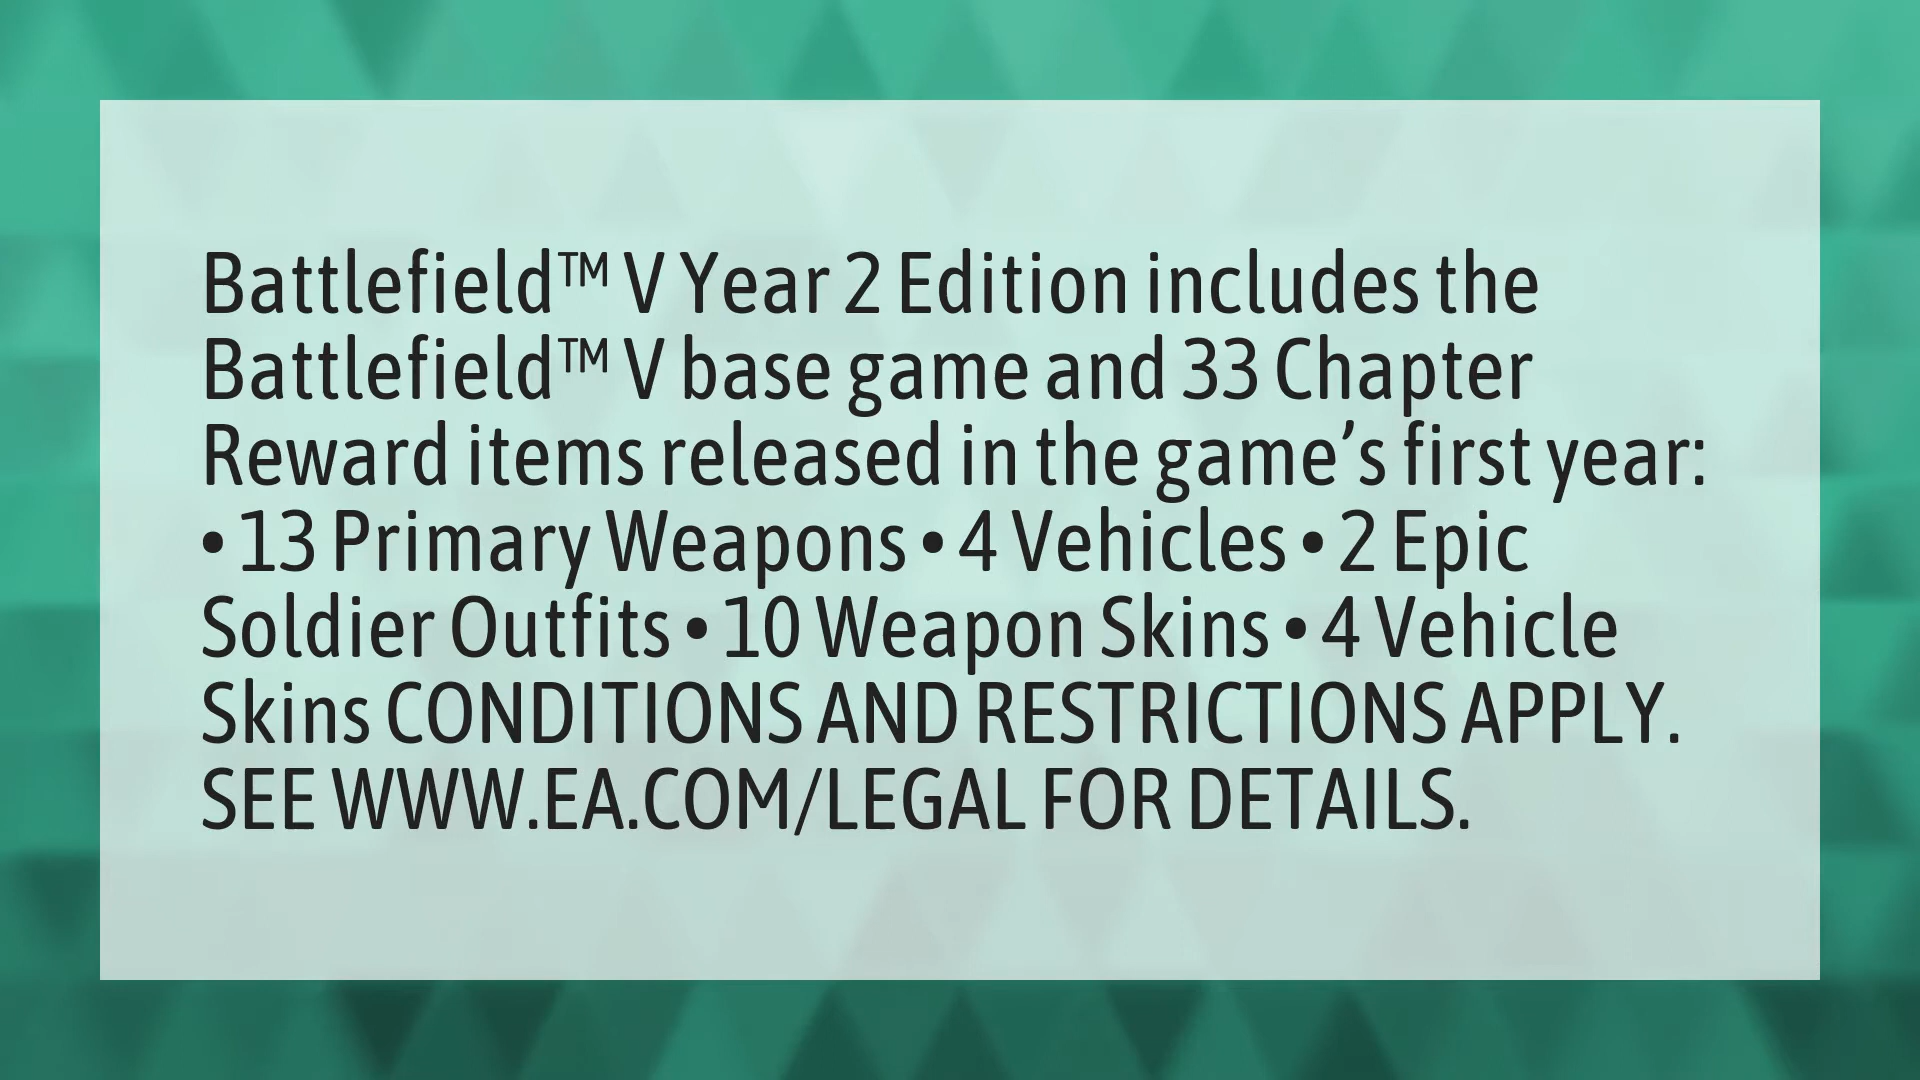 Battlefield™ V Year 2 Edition includes the
Battlefield™ V base game and 33 Chapter
Reward items released in the game’s first year:
• 13 Primary Weapons • 4 Vehicles • 2 Epic
Soldier Outfits • 10 Weapon Skins • 4 Vehicle
Skins CONDITIONS AND RESTRICTIONS APPLY.
SEE WWW.EA.COM/LEGAL FOR DETAILS.